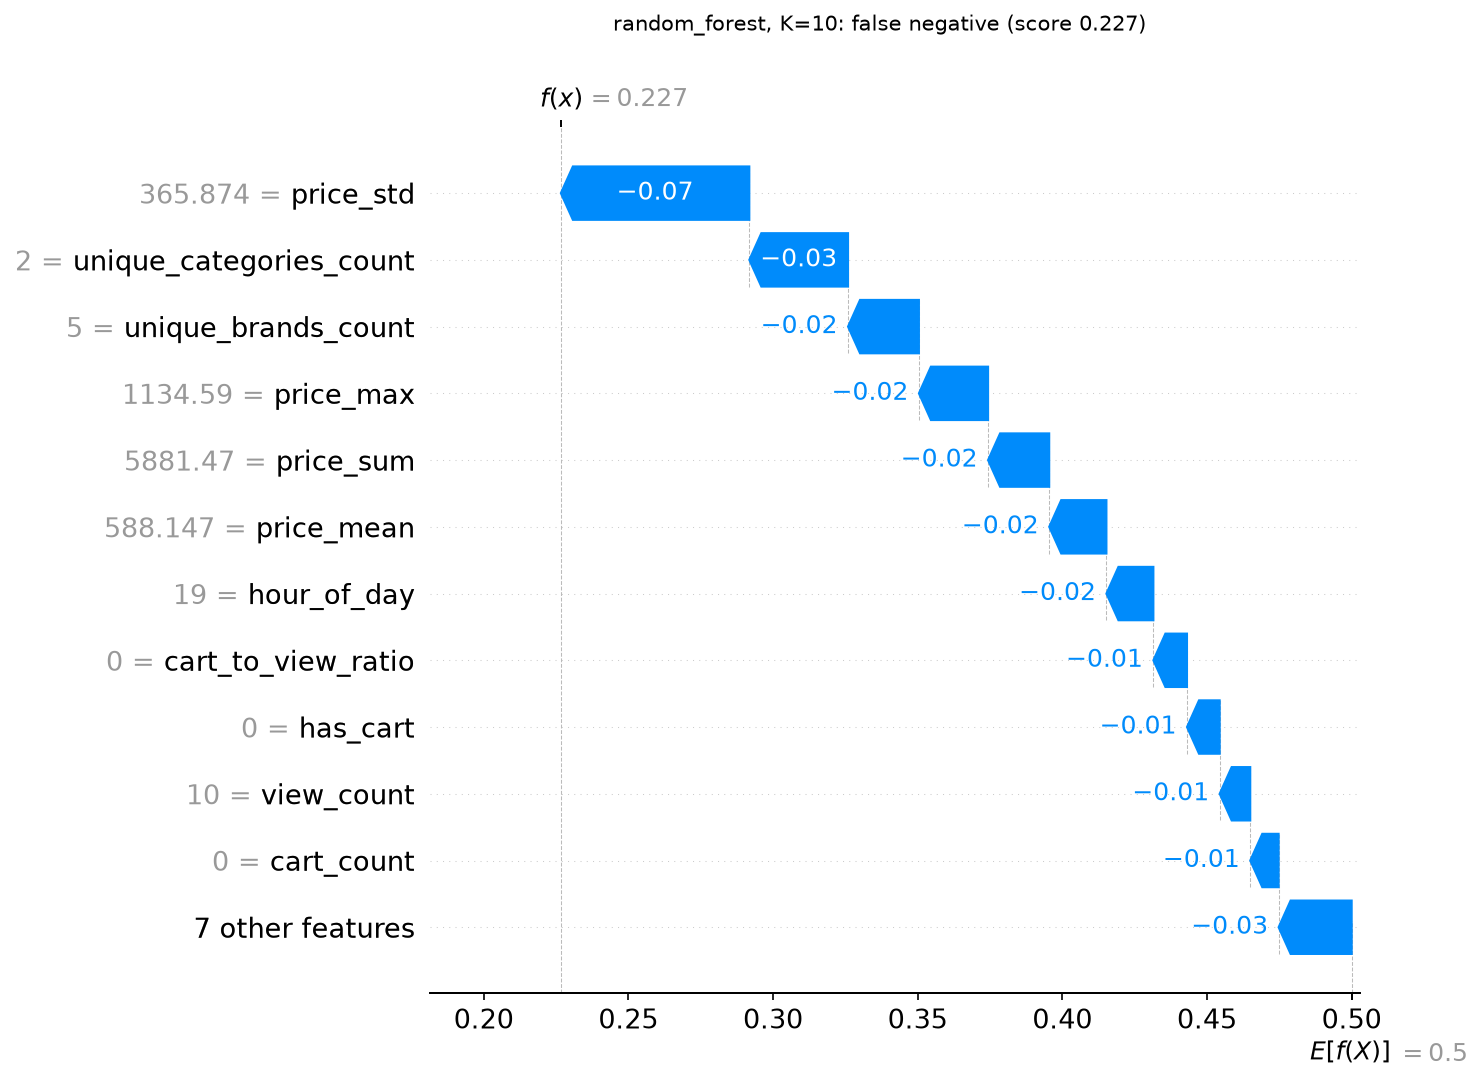 random_forest, K=10: false negative (score 0.227)
f(x) = 0.227
365.874 = price_std −0.07
2 = unique_categories_count −0.03
5 = unique_brands_count −0.02
1134.59 = price_max −0.02
5881.47 = price_sum −0.02
588.147 = price_mean −0.02
19 = hour_of_day −0.02
0 = cart_to_view_ratio −0.01
0 = has_cart −0.01
10 = view_count −0.01
0 = cart_count −0.01
7 other features −0.03
0.20 0.25 0.30 0.35 0.40 0.45 0.50
E[f(X)] = 0.5